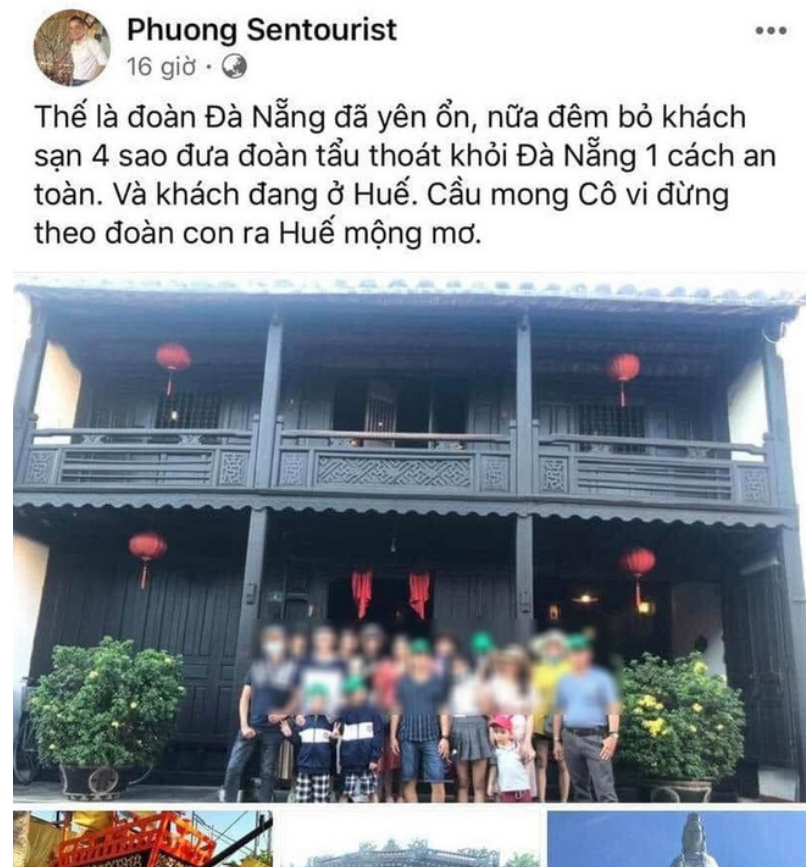 Phuong Sentourist
16 giờ ·
Thế là đoàn Đà Nẵng đã yên ổn, nữa đêm bỏ khách
sạn 4 sao đưa đoàn tẩu thoát khỏi Đà Nẵng 1 cách an
toàn. Và khách đang ở Huế. Cầu mong Cô vi đừng
theo đoàn con ra Huế mộng mơ.